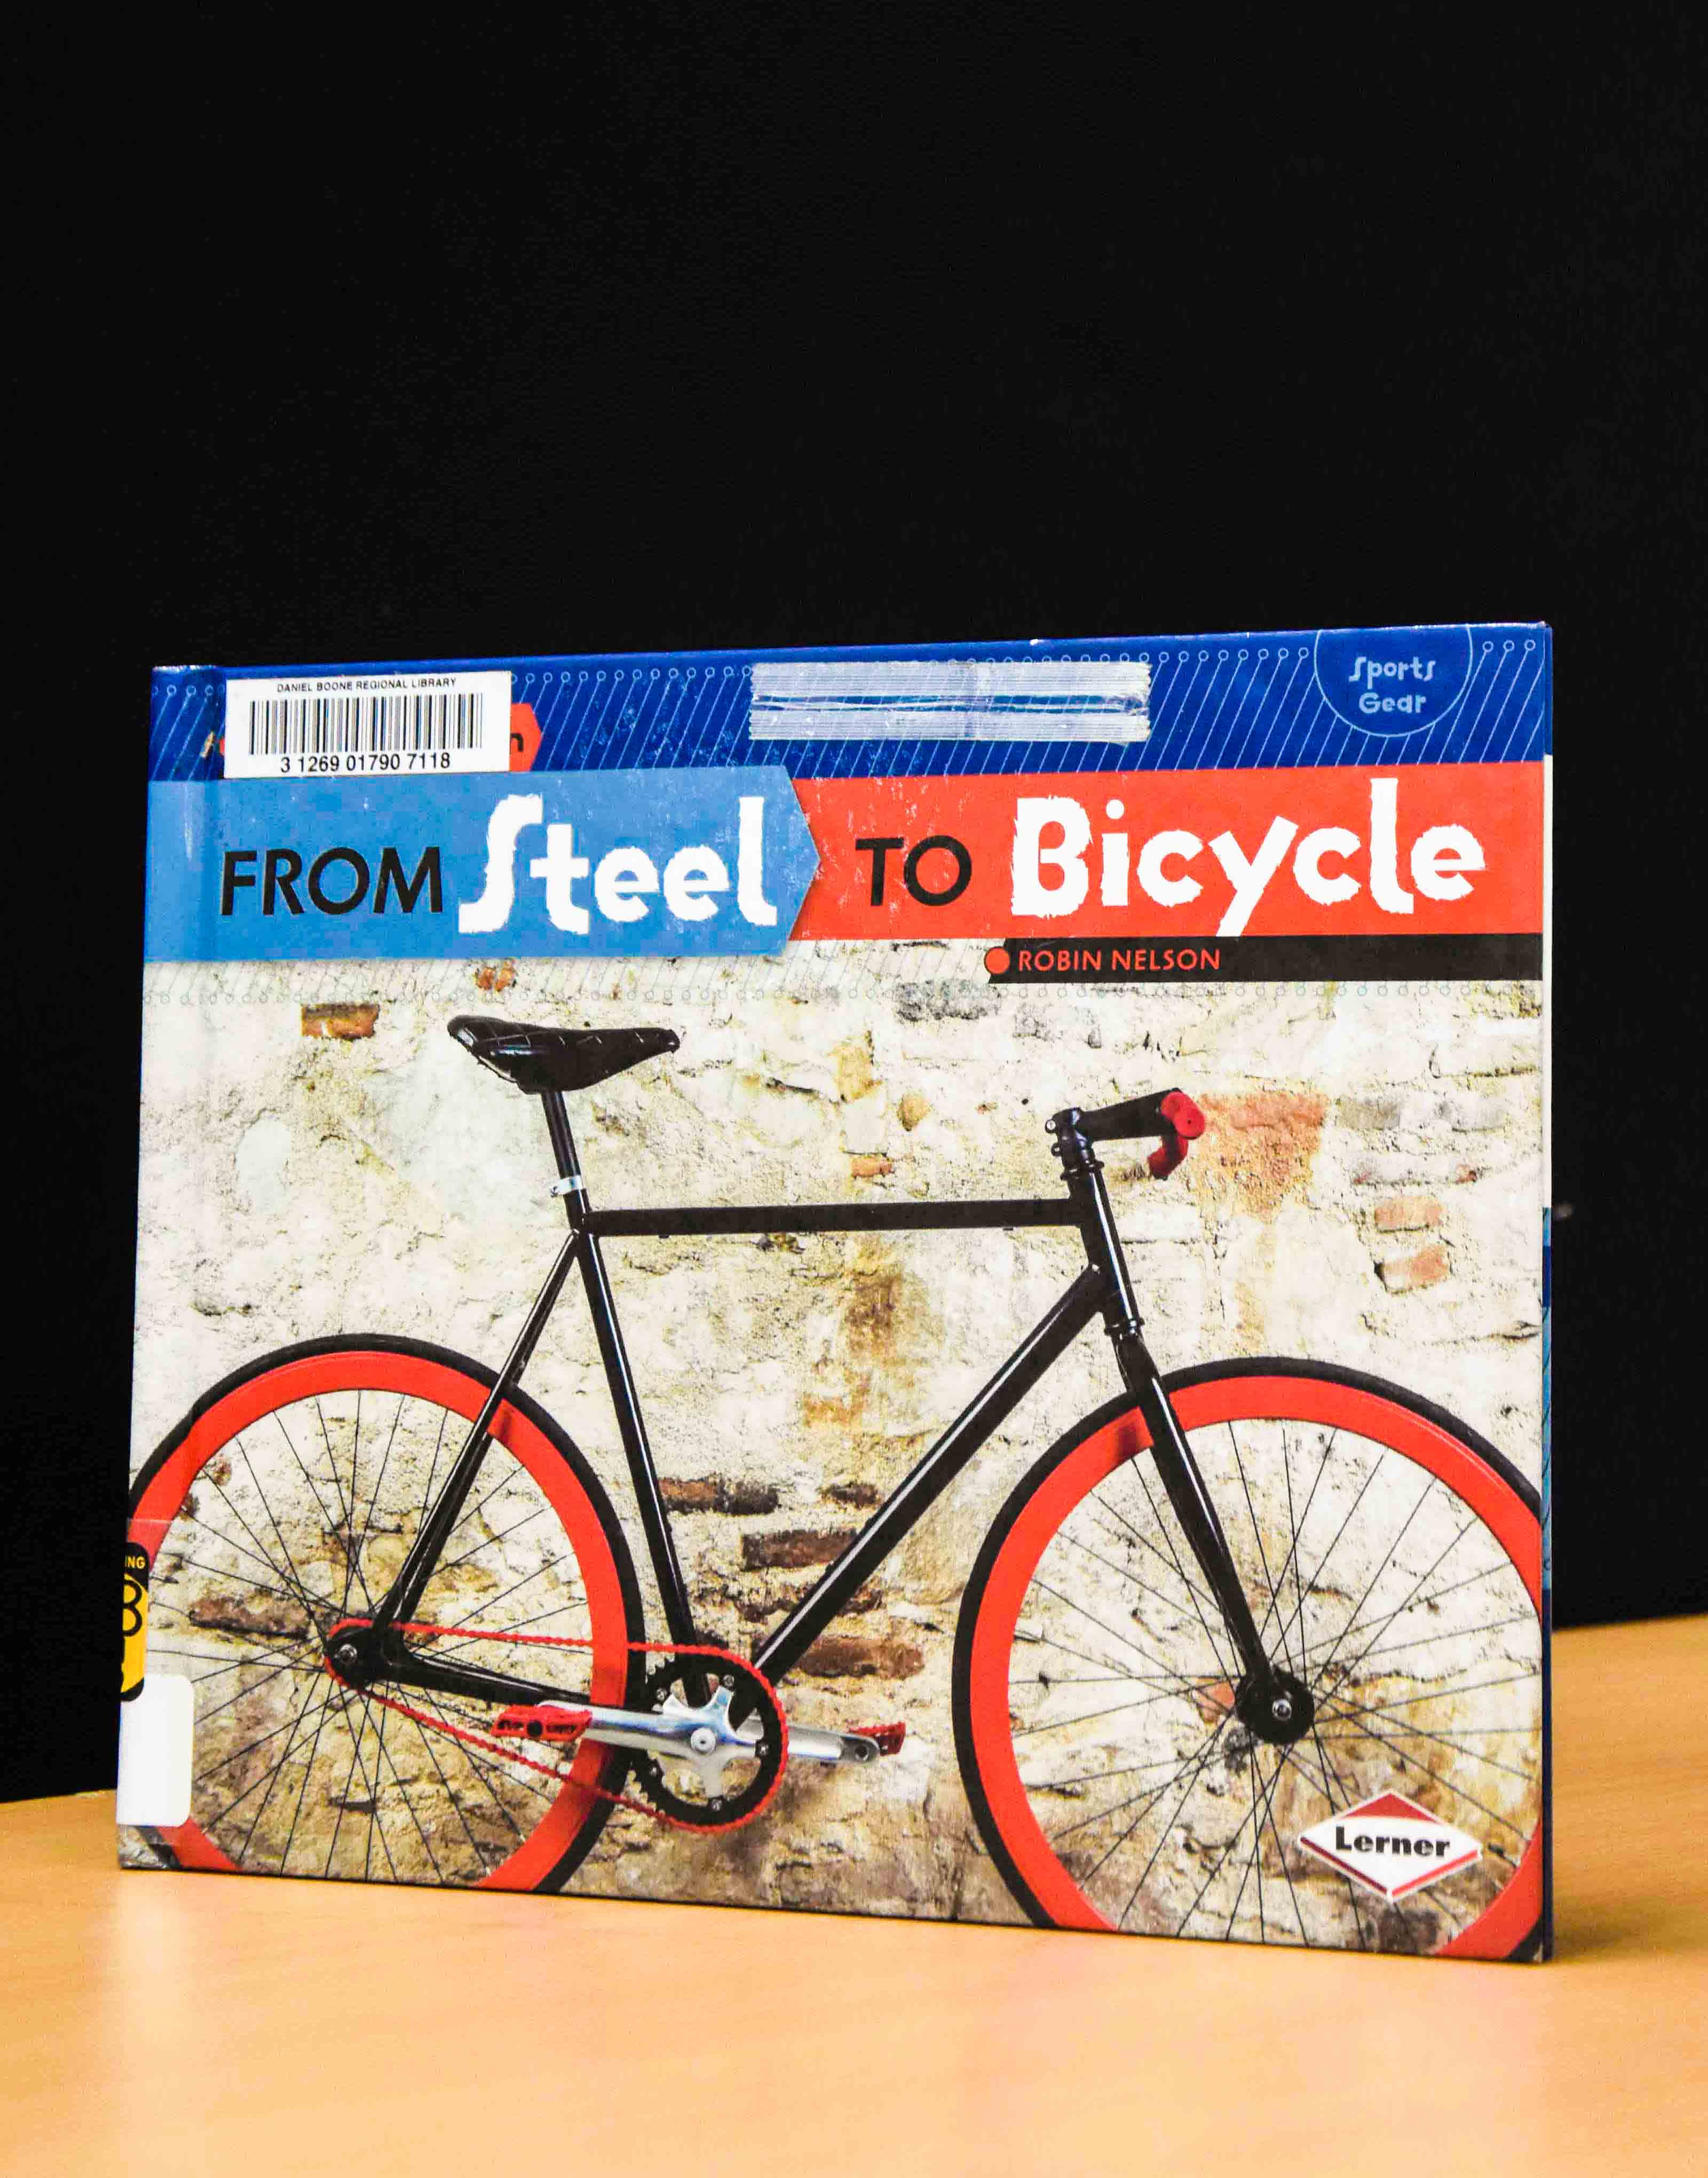 DANIEL BOONE REGIONAL LIBRARY
3 1269 01790 7118
Sports
Gear
FROM Steel TO Bicycle
ROBIN NELSON
Lerner